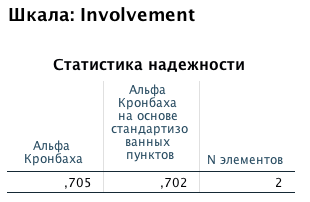 Шкала: Involvement
Статистика надежности
Альфа
Кронбаха
Альфа
Кронбаха
на основе
стандартизо
ванных
пунктов
N элементов
,705 ,702 2